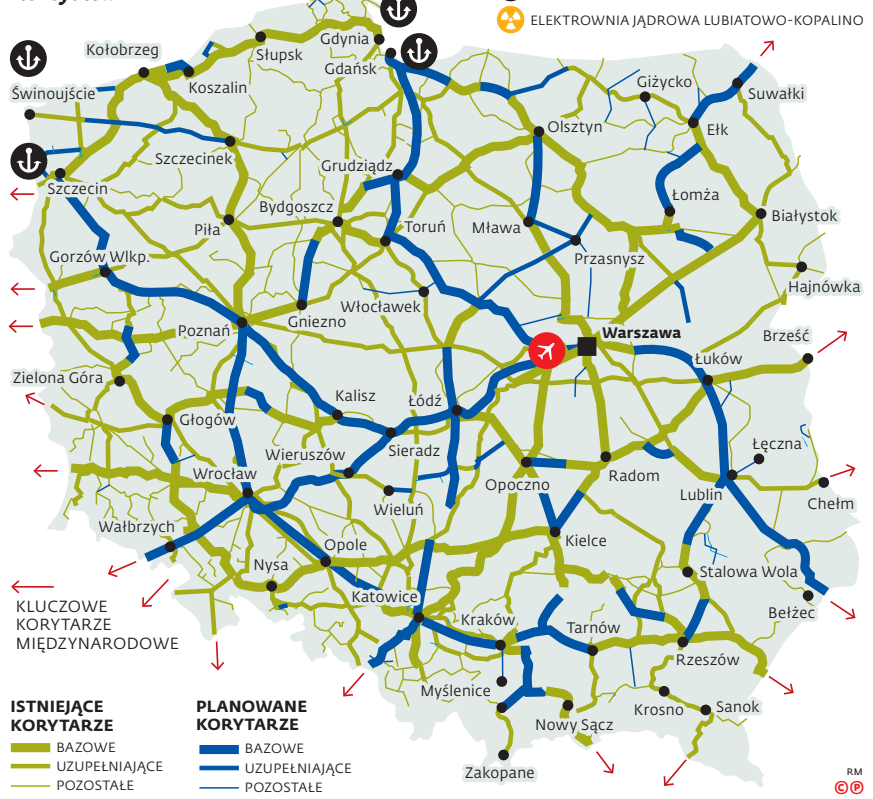 ELEKTROWNIA JĄDROWA LUBIATOWO-KOPALINO
Gdynia
Kołobrzeg
Słupsk
Gdańsk
Koszalin
Giżycko
Suwałki
Świnoujście
Olsztyn
Ełk
Szczecinek
Grudziądz
Szczecin
Łomża
Bydgoszcz
Piła
Toruń
Mława
Białystok
Gorzów Wlkp.
Przasnysz
Hajnówka
Włocławek
Gniezno
Poznań
Warszawa
Brześć
Łuków
Zielona Góra
Kalisz
Łódź
Głogów
Sieradz
Łęczna
Wieruszów
Wrocław
Opoczno
Radom
Lublin
Chełm
Wieluń
Wałbrzych
Kielce
Opole
Nysa
Stalowa Wola
Katowice
Bełżec
KLUCZOWE
KORYTARZE
MIĘDZYNARODOWE
Kraków
Tarnów
Rzeszów
Myślenice
Krosno
Sanok
Nowy Sącz
Zakopane
ISTNIEJĄCE
KORYTARZE
BAZOWE
UZUPEŁNIAJĄCE
POZOSTAŁE
PLANOWANE
KORYTARZE
BAZOWE
UZUPEŁNIAJĄCE
POZOSTAŁE
RM
©℗